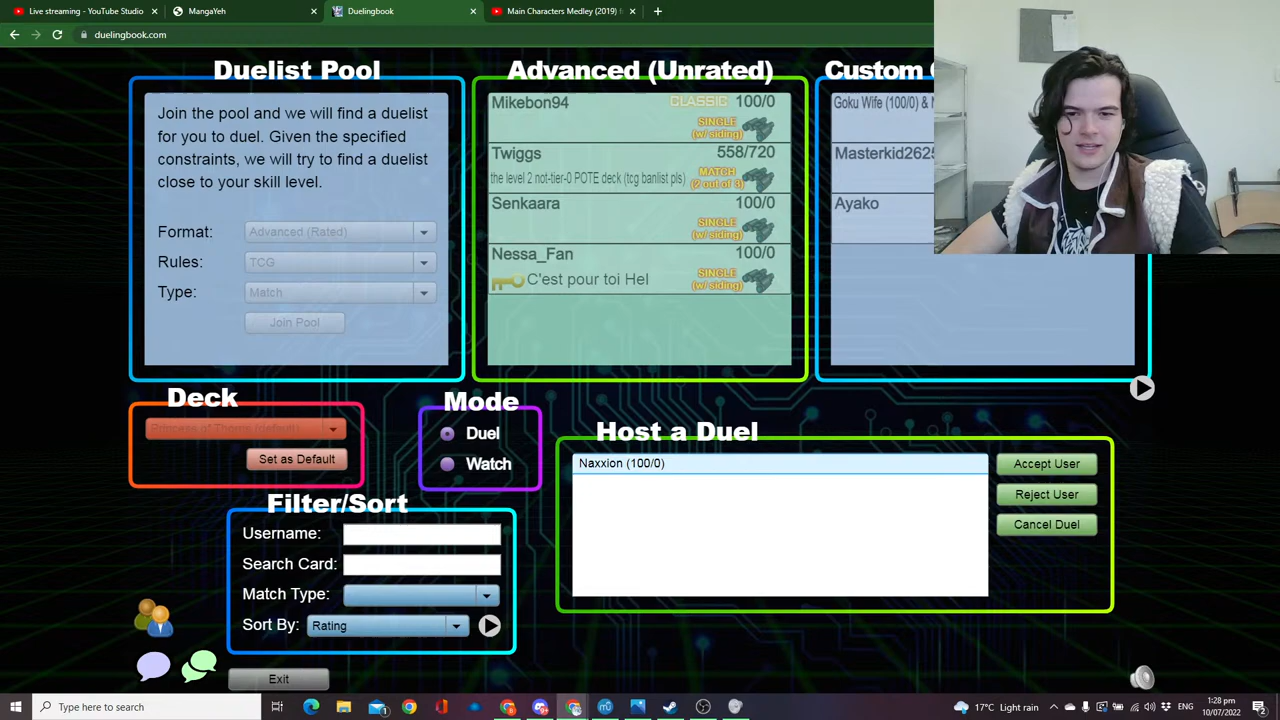 Live streaming - YouTube Studio
MangaYeh
Duelingbook
Main Characters Medley (2019)
duelingbook.com
Duelist Pool
Join the pool and we will find a duelist
for you to duel. Given the specified
constraints, we will try to find a duelist
close to your skill level.
Format: Advanced (Rated)
Rules: TCG
Type: Match
Join Pool
Advanced (Unrated)
Mikebon94 CLASSIC 100/0
SINGLE
(w/ siding)
Twiggs 558/720
the level 2 not-tier-0 POTE deck (tcg banlist pls) MATCH
(2 out of 3)
Senkaara 100/0
SINGLE
(w/ siding)
Nessa_Fan 100/0
C'est pour toi Hel SINGLE
(w/ siding)
Custom
Goku Wife (100/0) &
Masterkid2625
Ayako
Deck
(default)
Set as Default
Mode
Duel
Watch
Host a Duel
Naxxion (100/0)
Accept User
Reject User
Cancel Duel
Filter/Sort
Username:
Search Card:
Match Type:
Sort By: Rating
Exit
Type here to search
17°C Light rain
1:28 pm
10/07/2022